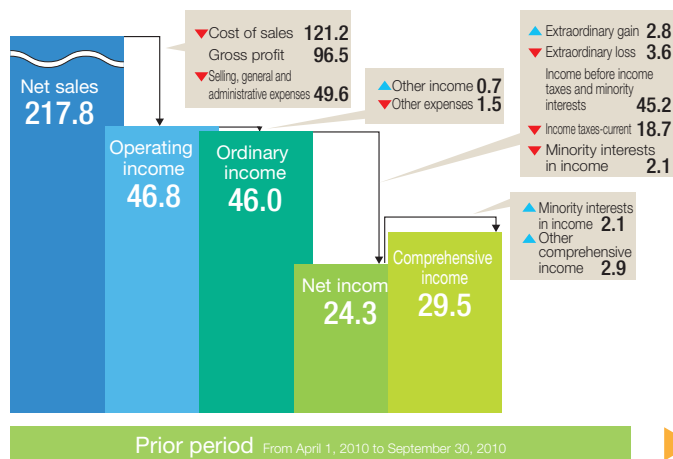 Net sales
217.8
Cost of sales 121.2
Gross profit 96.5
Selling, general and
administrative expenses 49.6
Operating
income
46.8
Other income 0.7
Other expenses 1.5
Ordinary
income
46.0
Extraordinary gain 2.8
Extraordinary loss 3.6
Income before income
taxes and minority
interests 45.2
Income taxes-current 18.7
Minority interests
in income 2.1
Net incom
24.3
Minority interests
in income 2.1
Other
comprehensive
income 2.9
Comprehensive
income
29.5
Prior period From April 1, 2010 to September 30, 2010